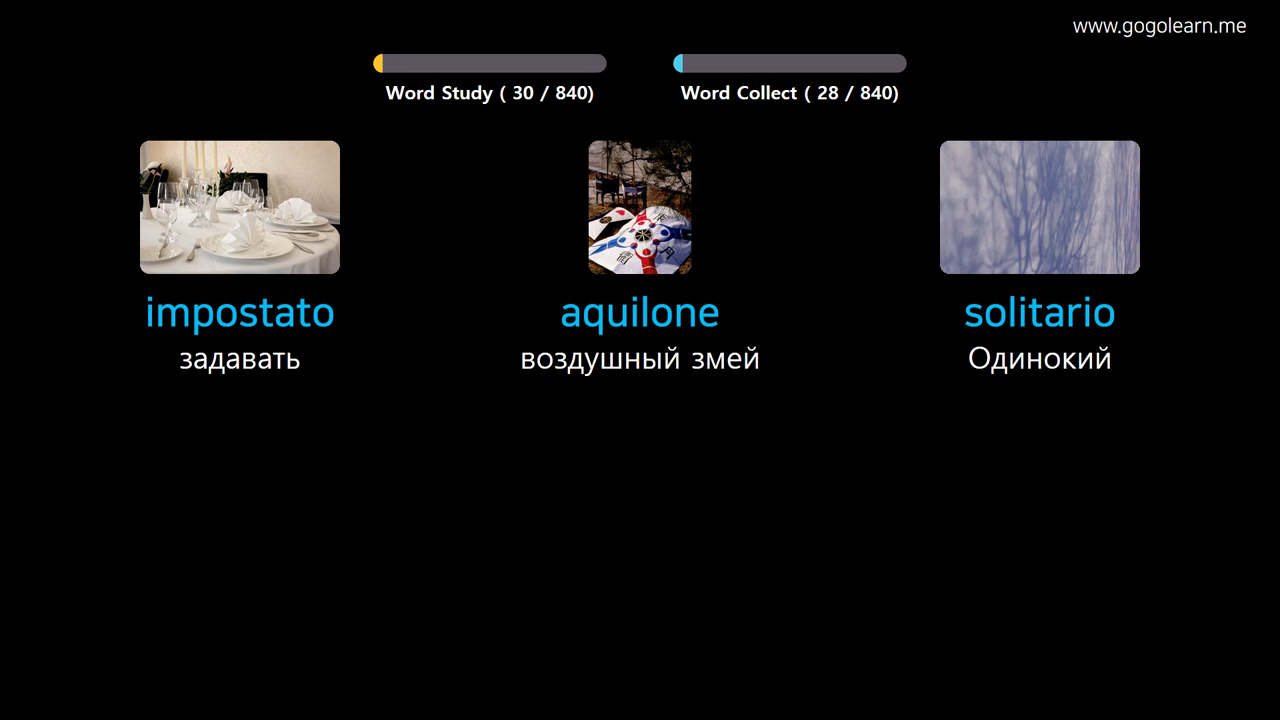 www.gogolearn.me
Word Study ( 30 / 840)
Word Collect ( 28 / 840)
impostato
aquilone
solitario
задавать
воздушный змей
Одинокий